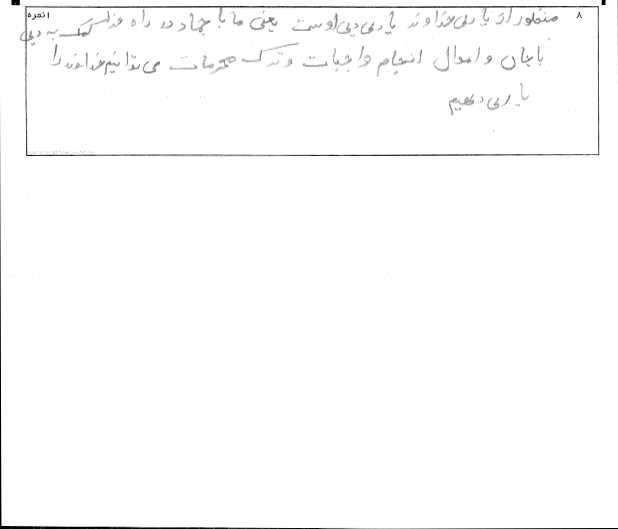 ۸
۱نمره
منظور از یاری خداوند یاری دین اوست یعنی ما با جهاد در راه خدا کمک به دین
با جان و اموال انجام واجبات و ترک محرمات می توانیم خداوند را
یاری دهیم